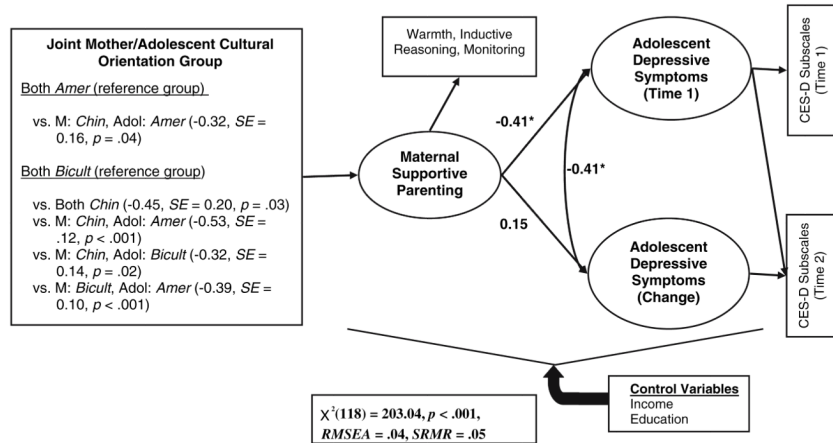 Joint Mother/Adolescent Cultural
Orientation Group
Both Amer (reference group)
vs. M: Chin, Adol: Amer (-0.32, SE =
0.16, p = .04)
Both Bicult (reference group)
vs. Both Chin (-0.45, SE = 0.20, p = .03)
vs. M: Chin, Adol: Amer (-0.53, SE =
.12, p < .001)
vs. M: Chin, Adol: Bicult (-0.32, SE =
0.14, p = .02)
vs. M: Bicult, Adol: Amer (-0.39, SE =
0.10, p < .001)
Warmth, Inductive
Reasoning, Monitoring
Maternal
Supportive
Parenting
-0.41*
-0.41*
0.15
Adolescent
Depressive
Symptoms
(Time 1)
Adolescent
Depressive
Symptoms
(Change)
CES-D Subscales
(Time 1)
CES-D Subscales
(Time 2)
Χ²(118) = 203.04, p < .001,
RMSEA = .04, SRMR = .05
Control Variables
Income
Education